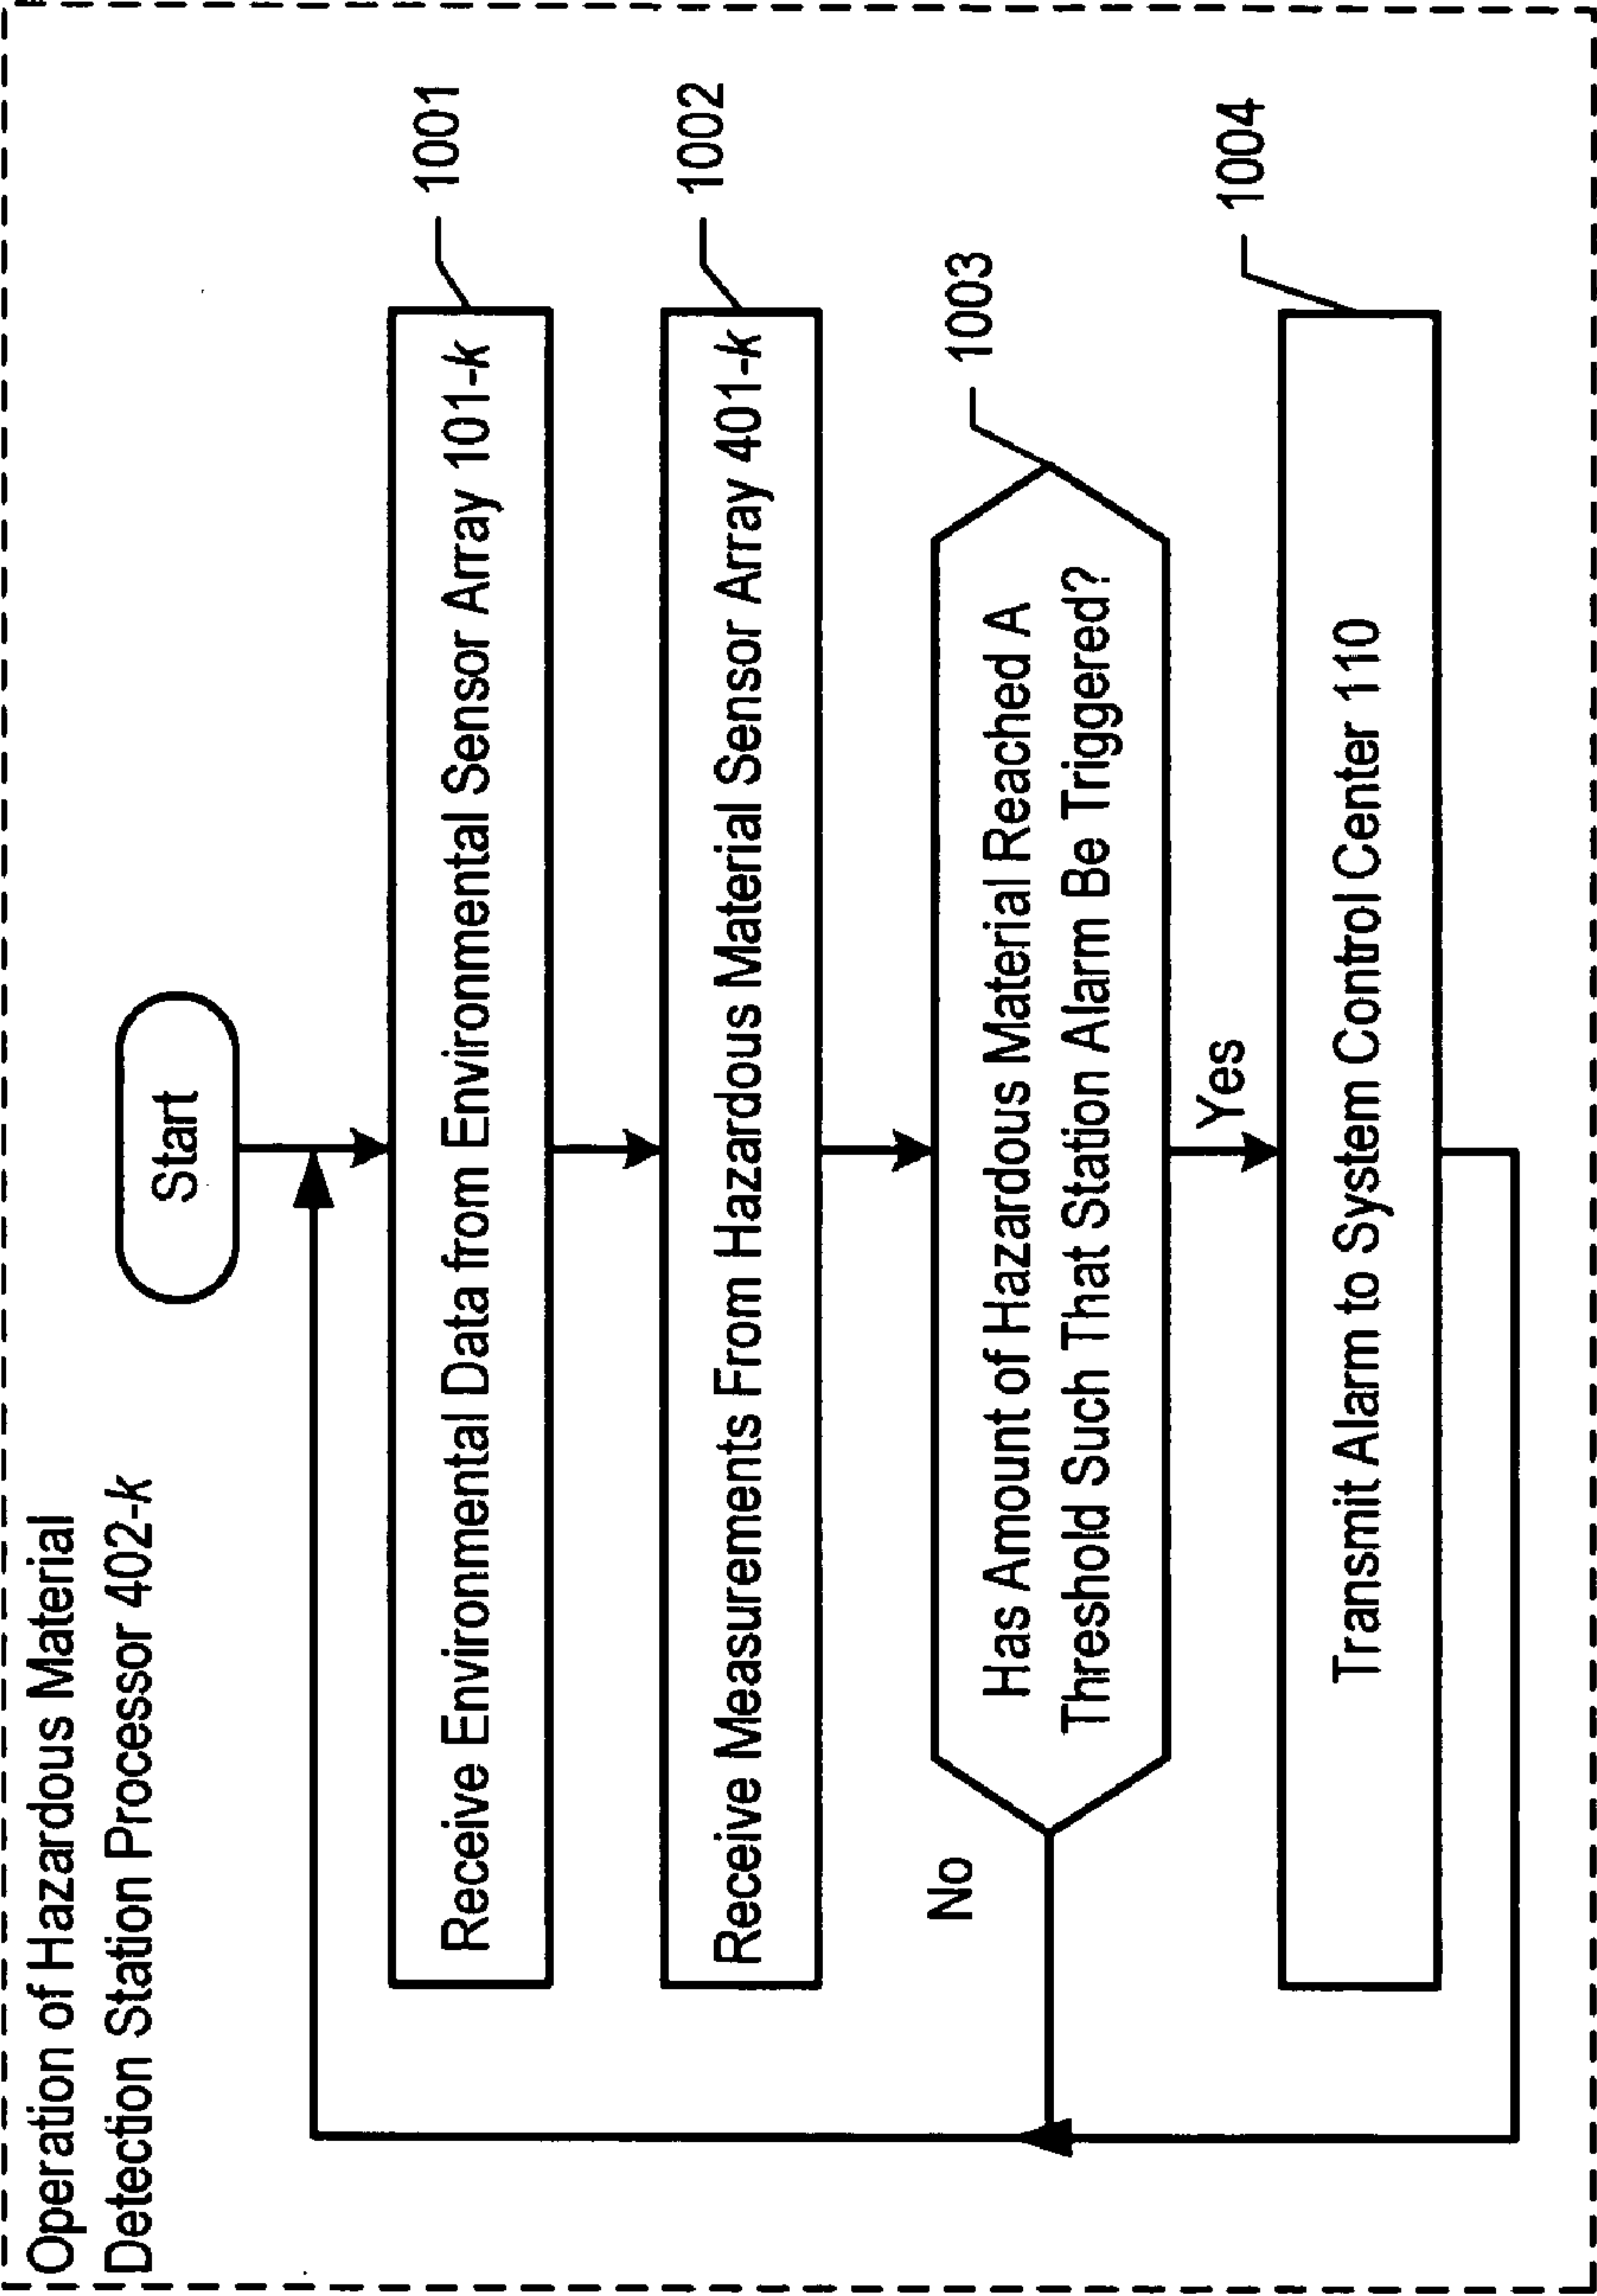 Operation of Hazardous Material
Detection Station Processor 402-k
Start
Receive Environmental Data from Environmental Sensor Array 101-k
1001
Receive Measurements From Hazardous Material Sensor Array 401-k
1002
Has Amount of Hazardous Material Reached A
Threshold Such That Station Alarm Be Triggered?
1003
No
Yes
Transmit Alarm to System Control Center 110
1004